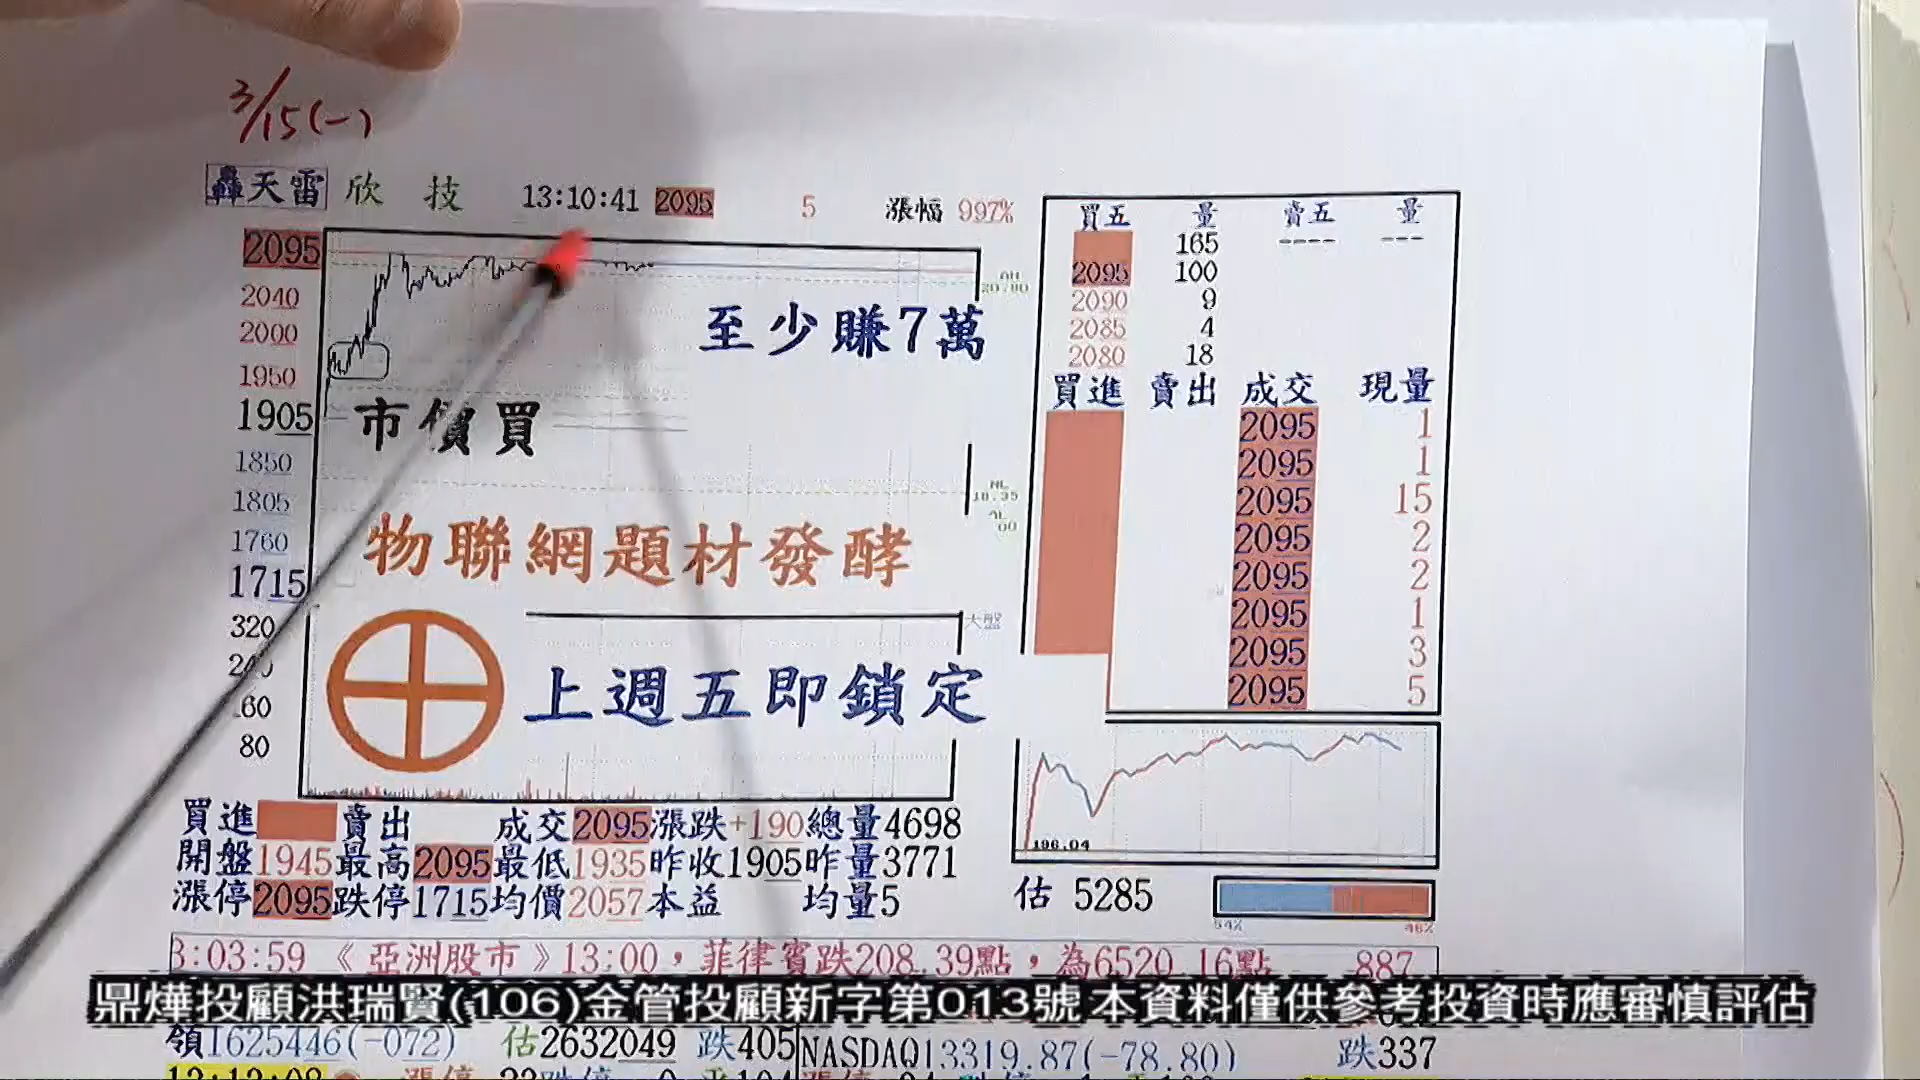 3/15(一)
轟天雷 欣 技 13:10:41 2095 5 漲幅 997%
2095
2040
2000
1950
1905
1850
1805
1760
1715
320
80
至少賺7萬
市價買
物聯網題材發酵
上週五即鎖定
大盤
買五 量 賣五 量
165 ---- ---
2095 100
2090 9
2085 4
2080 18
買進 賣出 成交 現量
2095 1
2095 1
2095 15
2095 2
2095 2
2095 1
2095 3
2095 5
196.04
買進 賣出 成交2095漲跌+190總量4698
開盤1945最高2095最低1935昨收1905昨量3771
漲停2095跌停1715均價2057本益 均量5
估 5285
54% 46%
3:03:59 《 亞洲股市 》13:00，菲律賓跌208.39點，為6520.16點 887
鼎燁投顧洪瑞賢(106)金管投顧新字第013號 本資料僅供參考投資時應審慎評估
領1625446(-072) 估2632049 跌405 NASDAQ13319.87(-78.80) 跌337